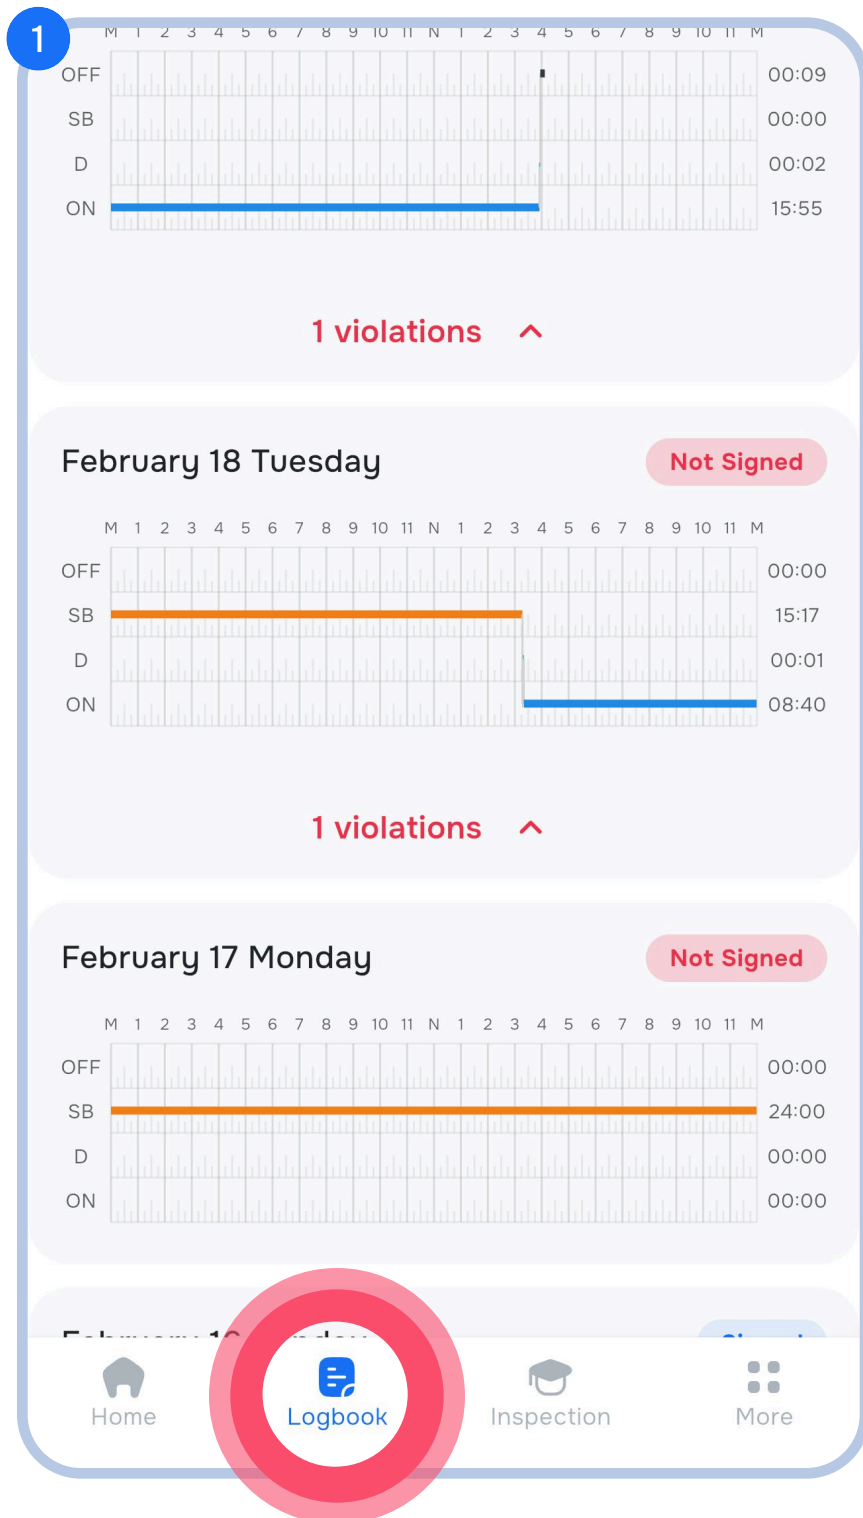 1
M 1 2 3 4 5 6 7 8 9 10 11 N 1 2 3 4 5 6 7 8 9 10 11 M
OFF 00:09
SB 00:00
D 00:02
ON 15:55
1 violations
February 18 Tuesday Not Signed
M 1 2 3 4 5 6 7 8 9 10 11 N 1 2 3 4 5 6 7 8 9 10 11 M
OFF 00:00
SB 15:17
D 00:01
ON 08:40
1 violations
February 17 Monday Not Signed
M 1 2 3 4 5 6 7 8 9 10 11 N 1 2 3 4 5 6 7 8 9 10 11 M
OFF 00:00
SB 24:00
D 00:00
ON 00:00
February 16
Home Logbook Inspection More